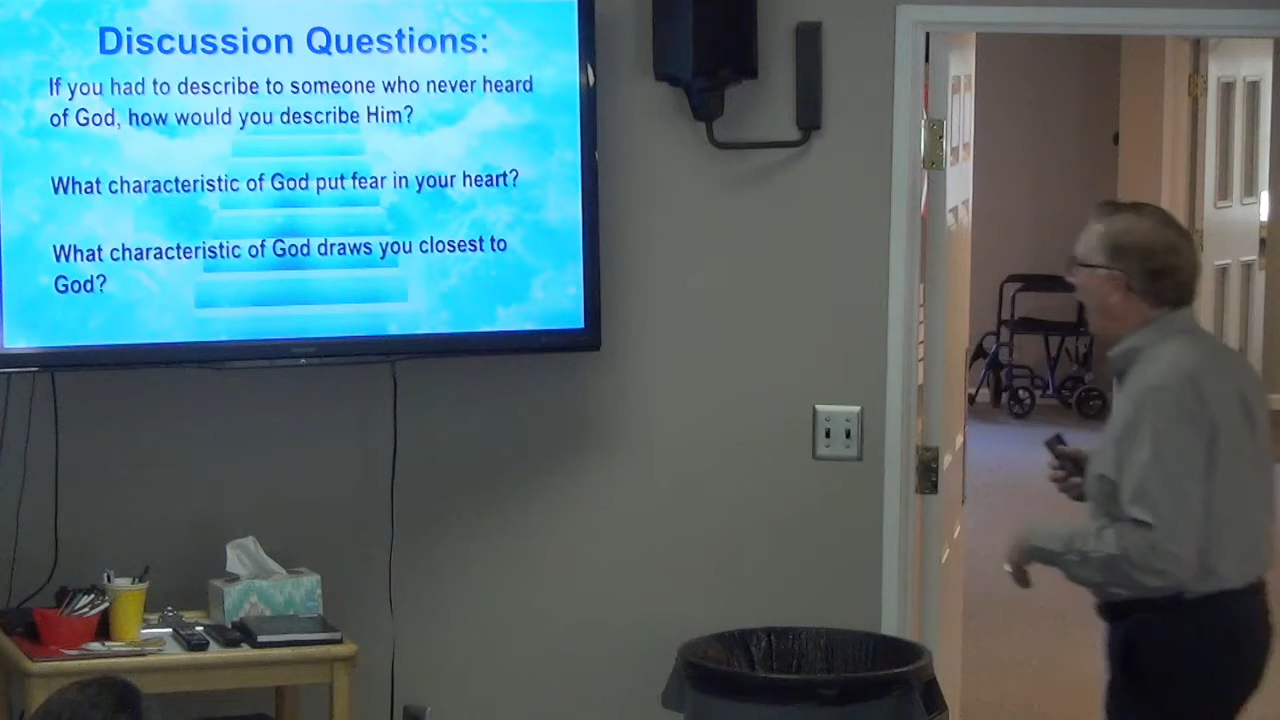 Discussion Questions:
If you had to describe to someone who never heard
of God, how would you describe Him?
What characteristic of God put fear in your heart?
What characteristic of God draws you closest to
God?